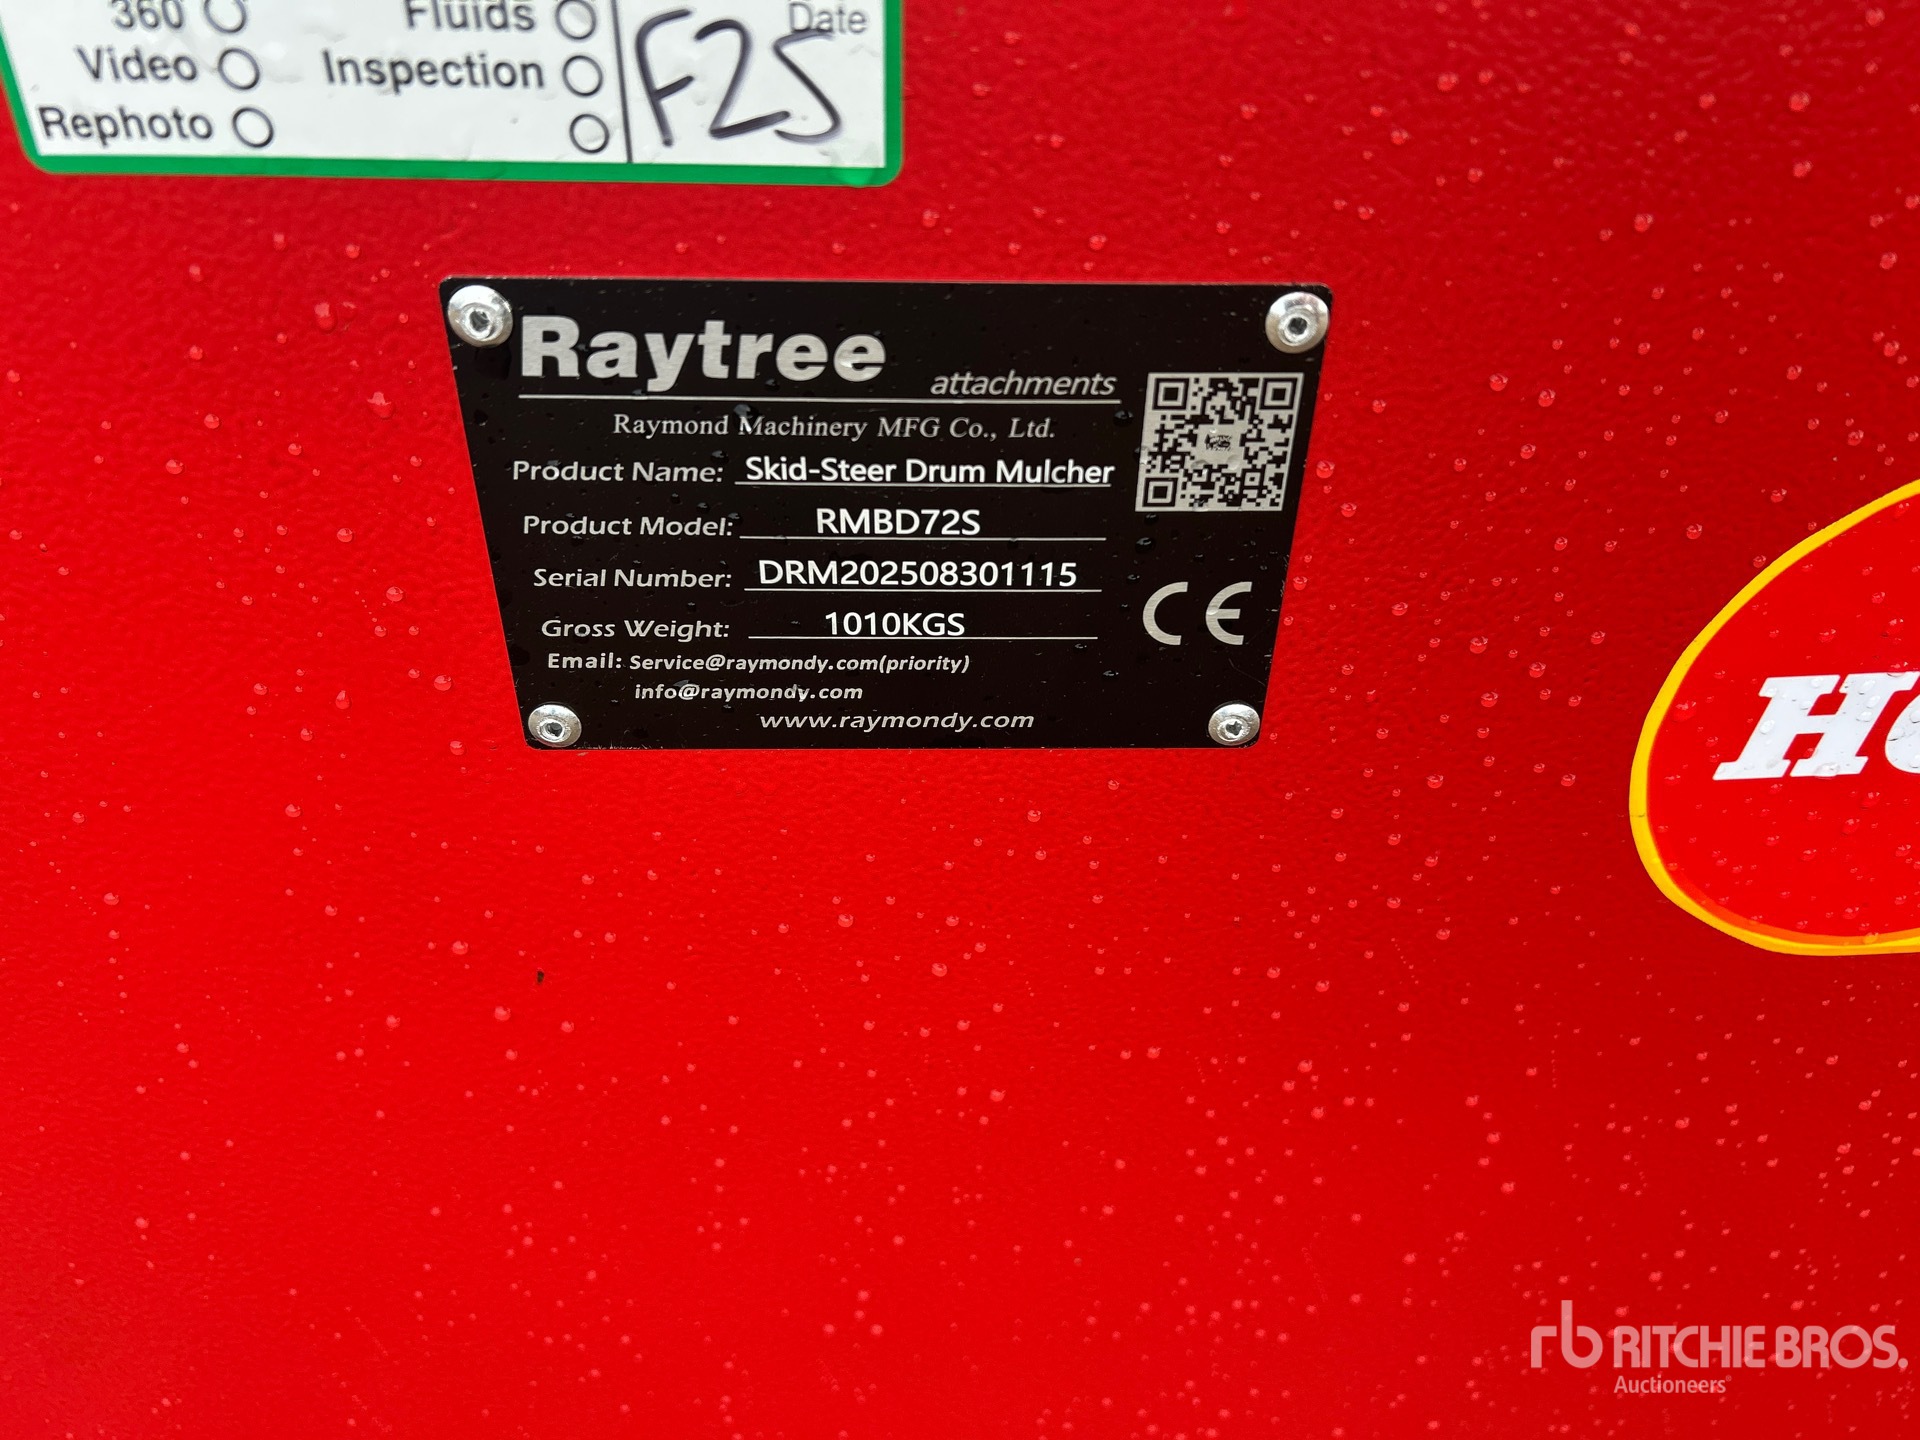 360 Fluids Date
Video Inspection F25
Rephoto
Raytree
attachments
Raymond Machinery MFG Co., Ltd.
Product Name: Skid-Steer Drum Mulcher
Product Model: RMBD72S
Serial Number: DRM202508301115
Gross Weight: 1010KGS
CE
Email: Service@raymondy.com(priority)
info@raymondy.com
www.raymondy.com
rb RITCHIE BROS.
Auctioneers